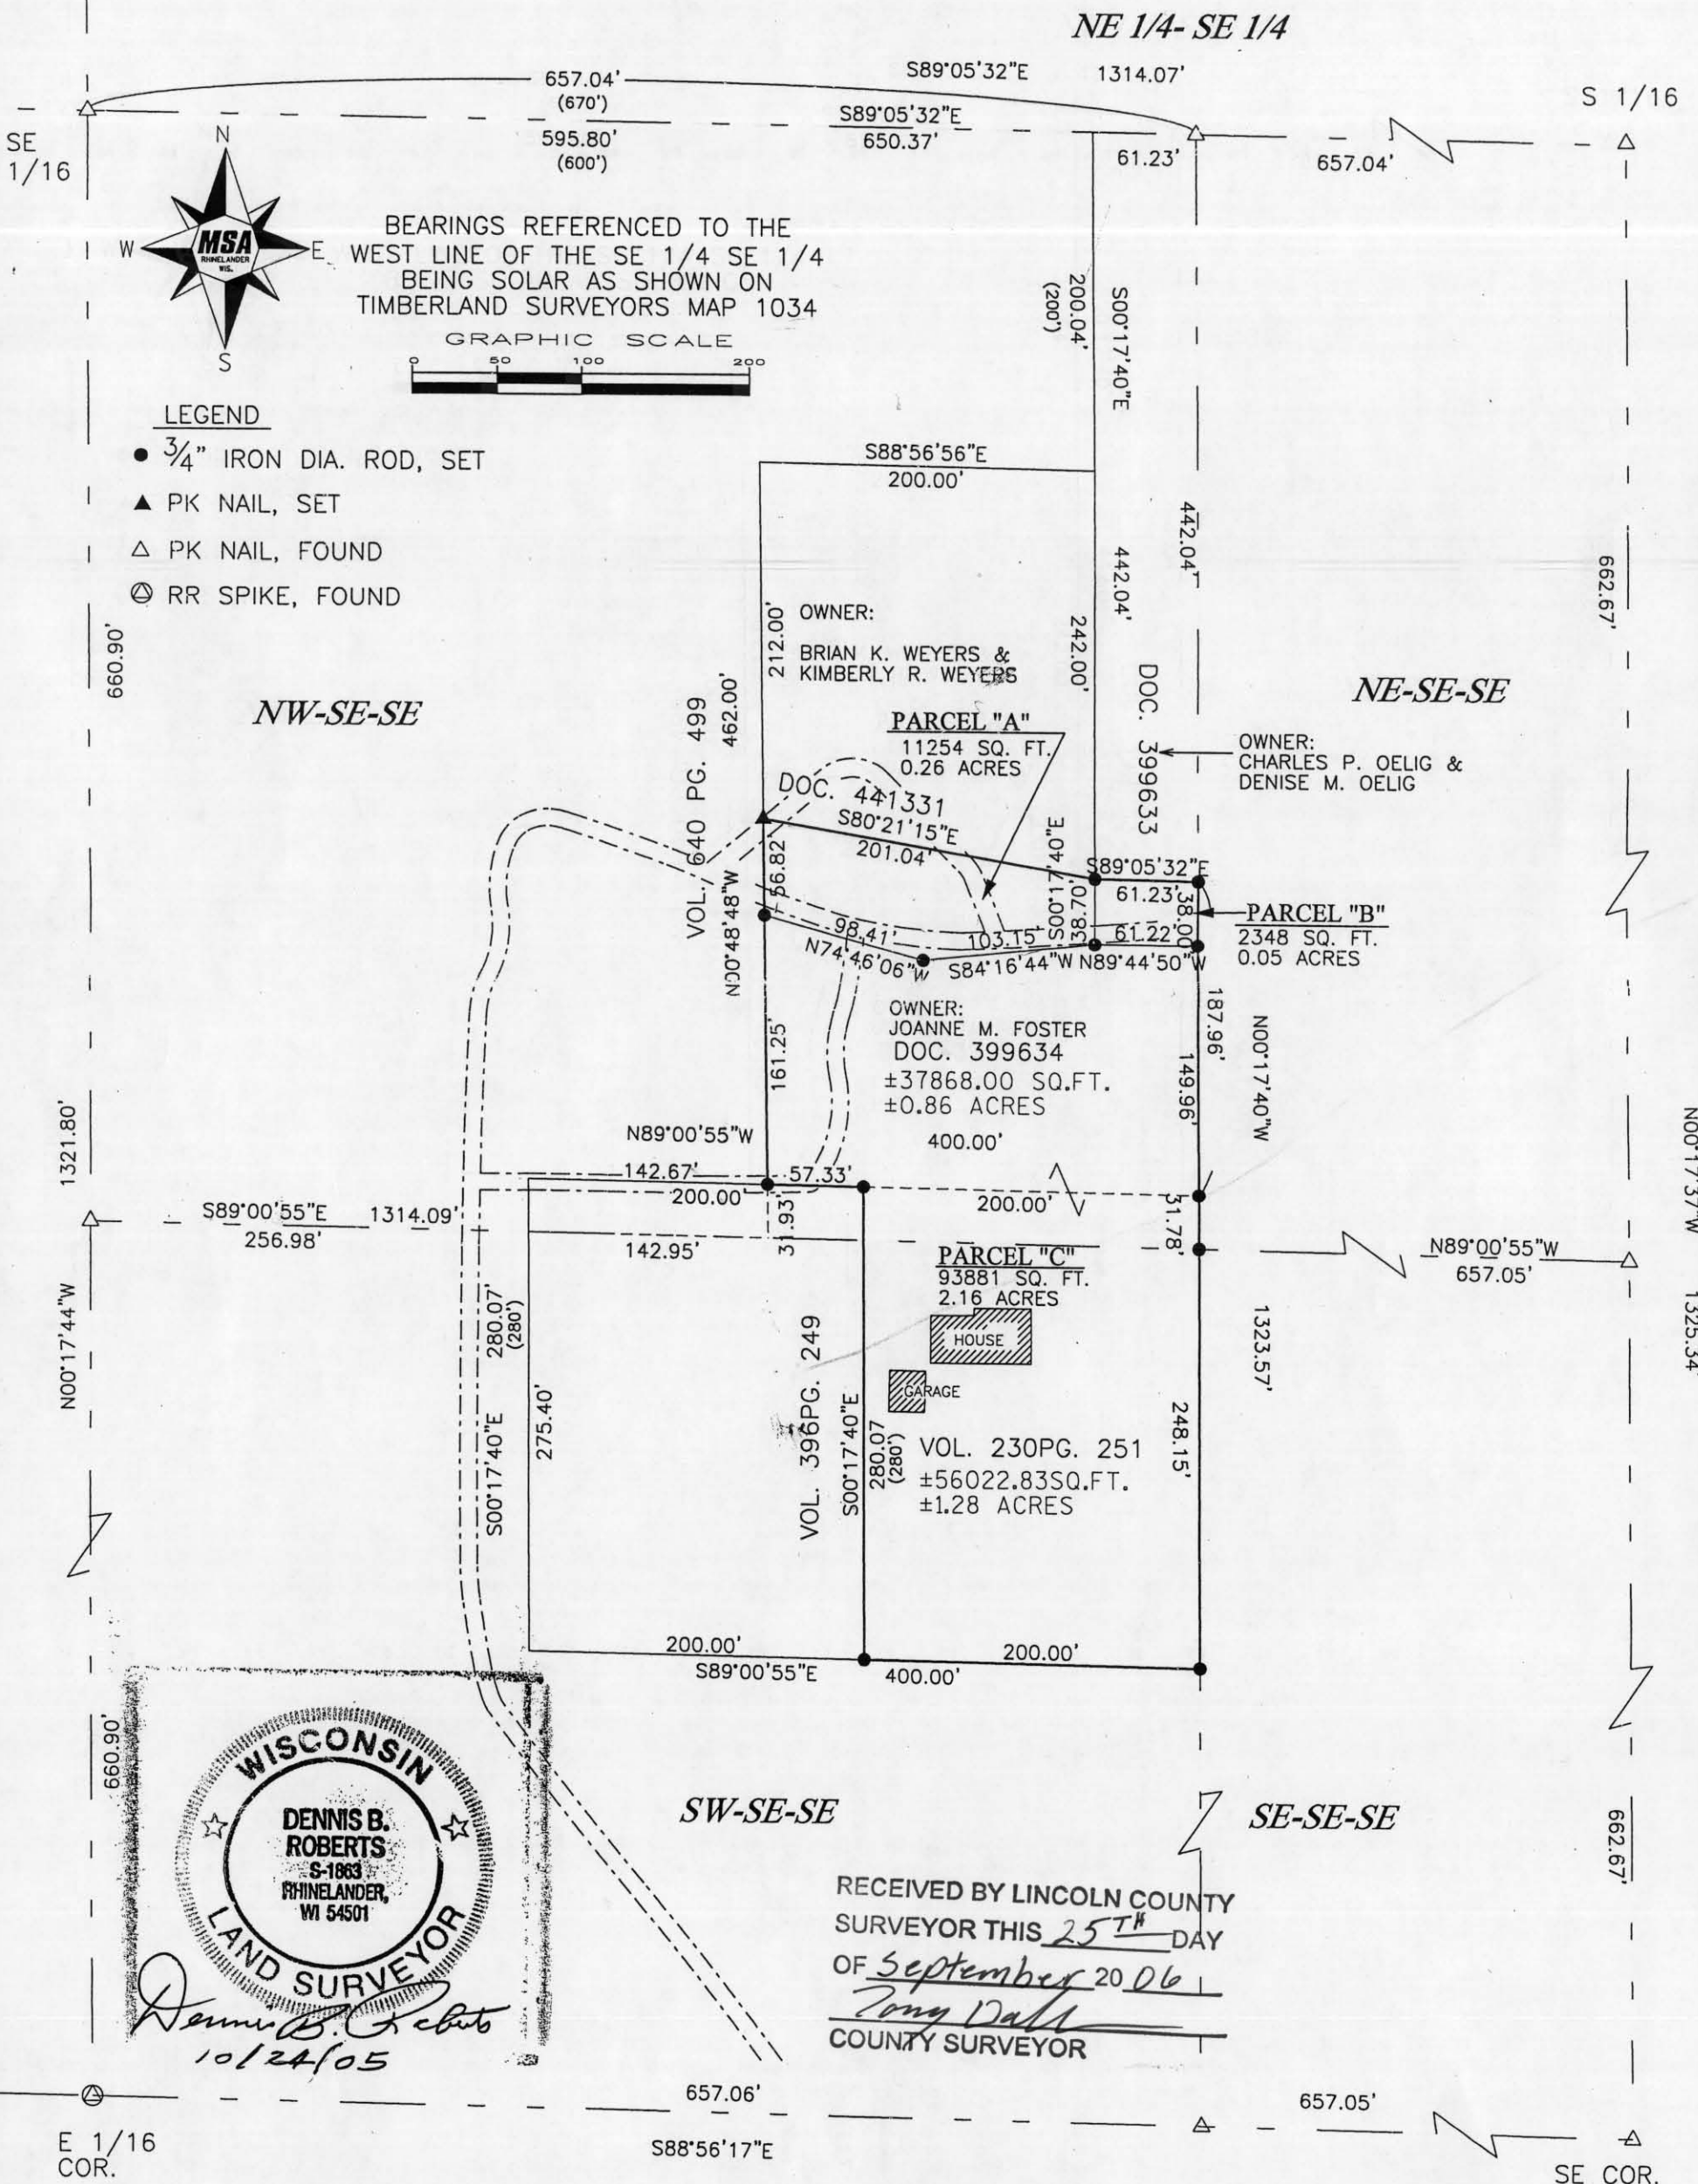 NE 1/4- SE 1/4
S89°05'32"E 1314.07'
657.04'
(670')
S 1/16
S89°05'32"E
650.37'
595.80'
(600')
61.23'
657.04'
SE
1/16
N
W
E
S
MSA
RHINELANDER
WIS.
BEARINGS REFERENCED TO THE
WEST LINE OF THE SE 1/4 SE 1/4
BEING SOLAR AS SHOWN ON
TIMBERLAND SURVEYORS MAP 1034
GRAPHIC SCALE
0 50 100 200
200.04'
(200')
S00°17'40"E
LEGEND
3/4" IRON DIA. ROD, SET
PK NAIL, SET
PK NAIL, FOUND
RR SPIKE, FOUND
S88°56'56"E
200.00'
442.04'
442.04'
242.00'
662.67'
660.90'
212.00'
462.00'
OWNER:
BRIAN K. WEYERS &
KIMBERLY R. WEYERS
NW-SE-SE
NE-SE-SE
VOL. 640 PG. 499
N00°48'48"W
PARCEL "A"
11254 SQ. FT.
0.26 ACRES
DOC. 399633
OWNER:
CHARLES P. OELIG &
DENISE M. OELIG
DOC. 441331
S80°21'15"E
201.04'
56.82'
S00°17'40"E
38.70'
S89°05'32"E
61.23'
38.00'
PARCEL "B"
2348 SQ. FT.
0.05 ACRES
98.41'
N74°46'06"W
103.15'
S84°16'44"W
61.22'
N89°44'50"W
OWNER:
JOANNE M. FOSTER
DOC. 399634
±37868.00 SQ.FT.
±0.86 ACRES
161.25'
187.96'
149.96'
N00°17'40"W
1321.80'
N00°17'37"W 1325.34'
N89°00'55"W
400.00'
142.67'
57.33'
200.00'
200.00'
31.93'
31.78'
S89°00'55"E 1314.09'
256.98'
142.95'
N89°00'55"W
657.05'
PARCEL "C"
93881 SQ. FT.
2.16 ACRES
HOUSE
GARAGE
N00°17'44"W
280.07
(280')
S00°17'40"E
275.40'
VOL. 396PG. 249
S00°17'40"E
280.07
(280')
VOL. 230PG. 251
±56022.83SQ.FT.
±1.28 ACRES
248.15'
1323.57'
200.00'
S89°00'55"E
400.00'
200.00'
660.90'
662.67'
WISCONSIN
DENNIS B.
ROBERTS
S-1863
RHINELANDER,
WI 54501
LAND SURVEYOR
Dennis B. Roberts
10/24/05
SW-SE-SE
SE-SE-SE
RECEIVED BY LINCOLN COUNTY
SURVEYOR THIS 25TH DAY
OF September 20 06
Tony Dall
COUNTY SURVEYOR
657.06'
657.05'
S88°56'17"E
E 1/16
COR.
SE COR.